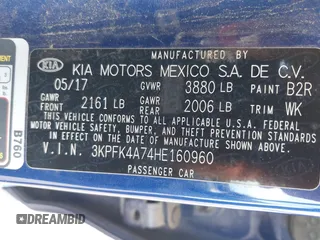 MANUFACTURED BY
KIA KIA MOTORS MEXICO S.A. DE C.V.
05/17 GVWR 3880 LB PAINT B2R
GAWR FRONT 2161 LB GAWR REAR 2006 LB TRIM WK
THIS VEHICLE CONFORMS TO ALL APPLICABLE U.S.A. FEDERAL
MOTOR VEHICLE SAFETY, BUMPER, AND THEFT PREVENTION
STANDARDS IN EFFECT ON THE DATE OF MANUFACTURE SHOWN ABOVE.
V.I.N. 3KPFK4A74HE160960
PASSENGER CAR
B760
DREAMBID